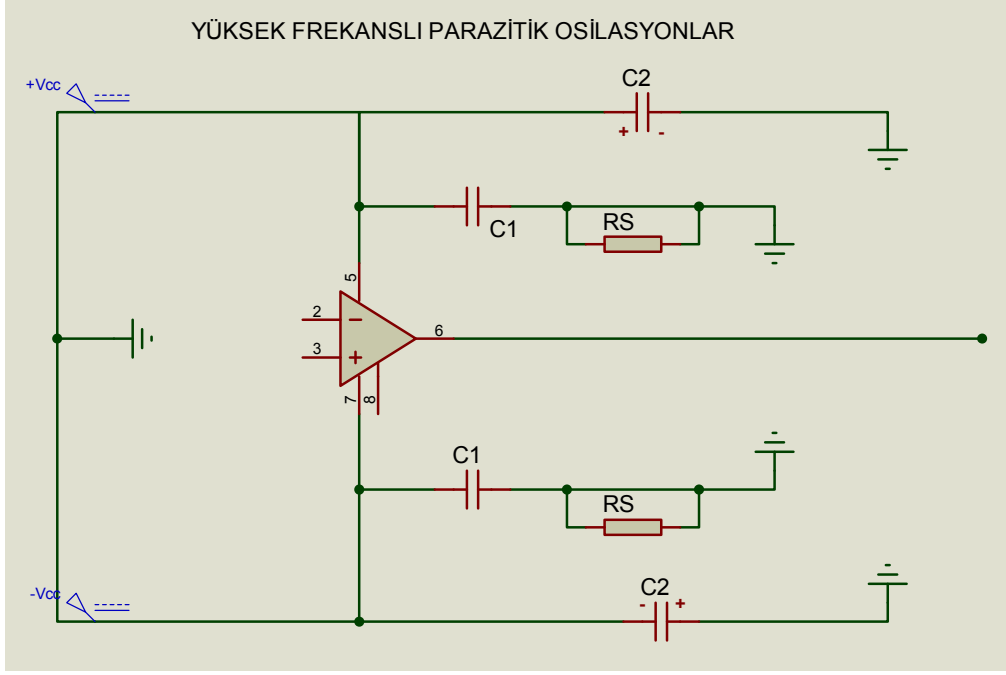 YÜKSEK FREKANSLI PARAZİTİK OSİLASYONLAR
+Vcc
C2
+ -
C1
RS
5
2
3
6
7
8
C1
RS
-Vcc
C2
- +